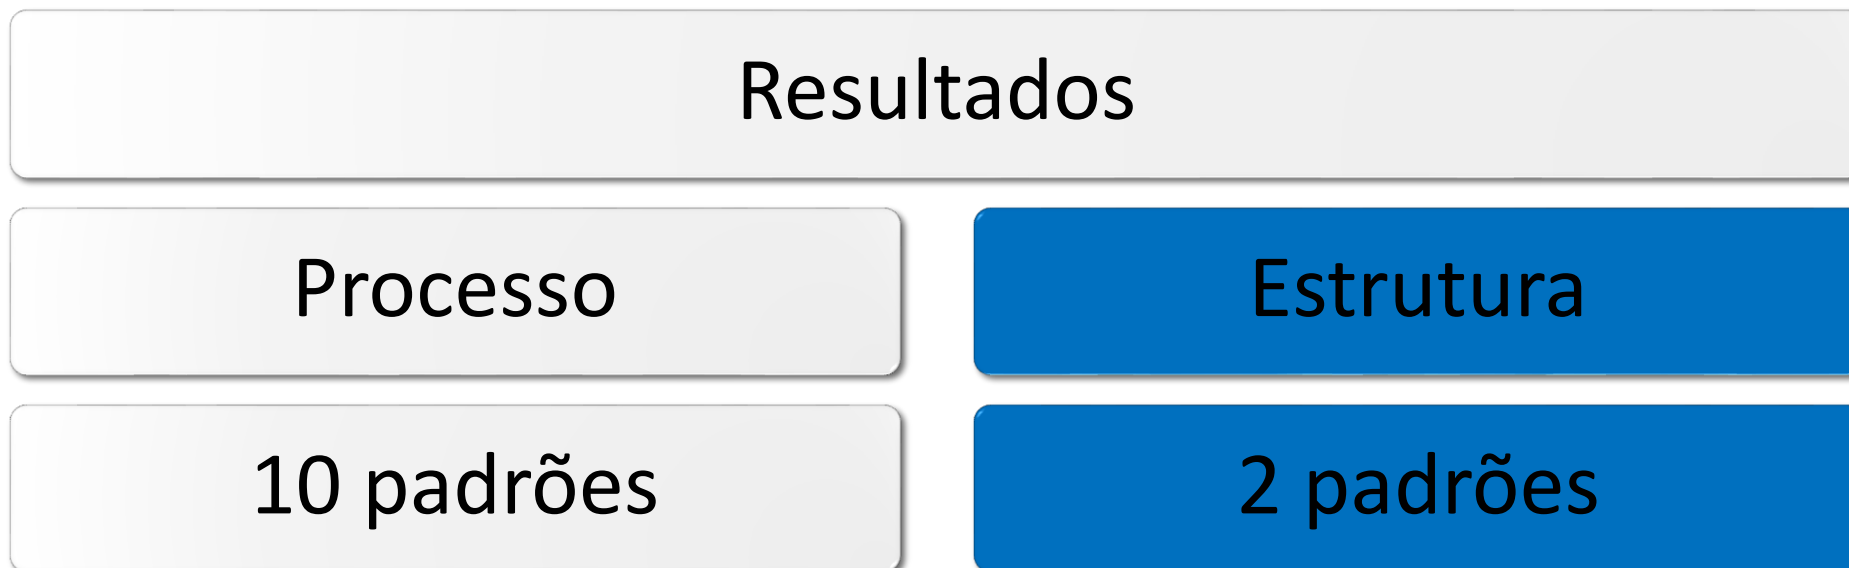 Resultados
Processo
Estrutura
10 padrões
2 padrões